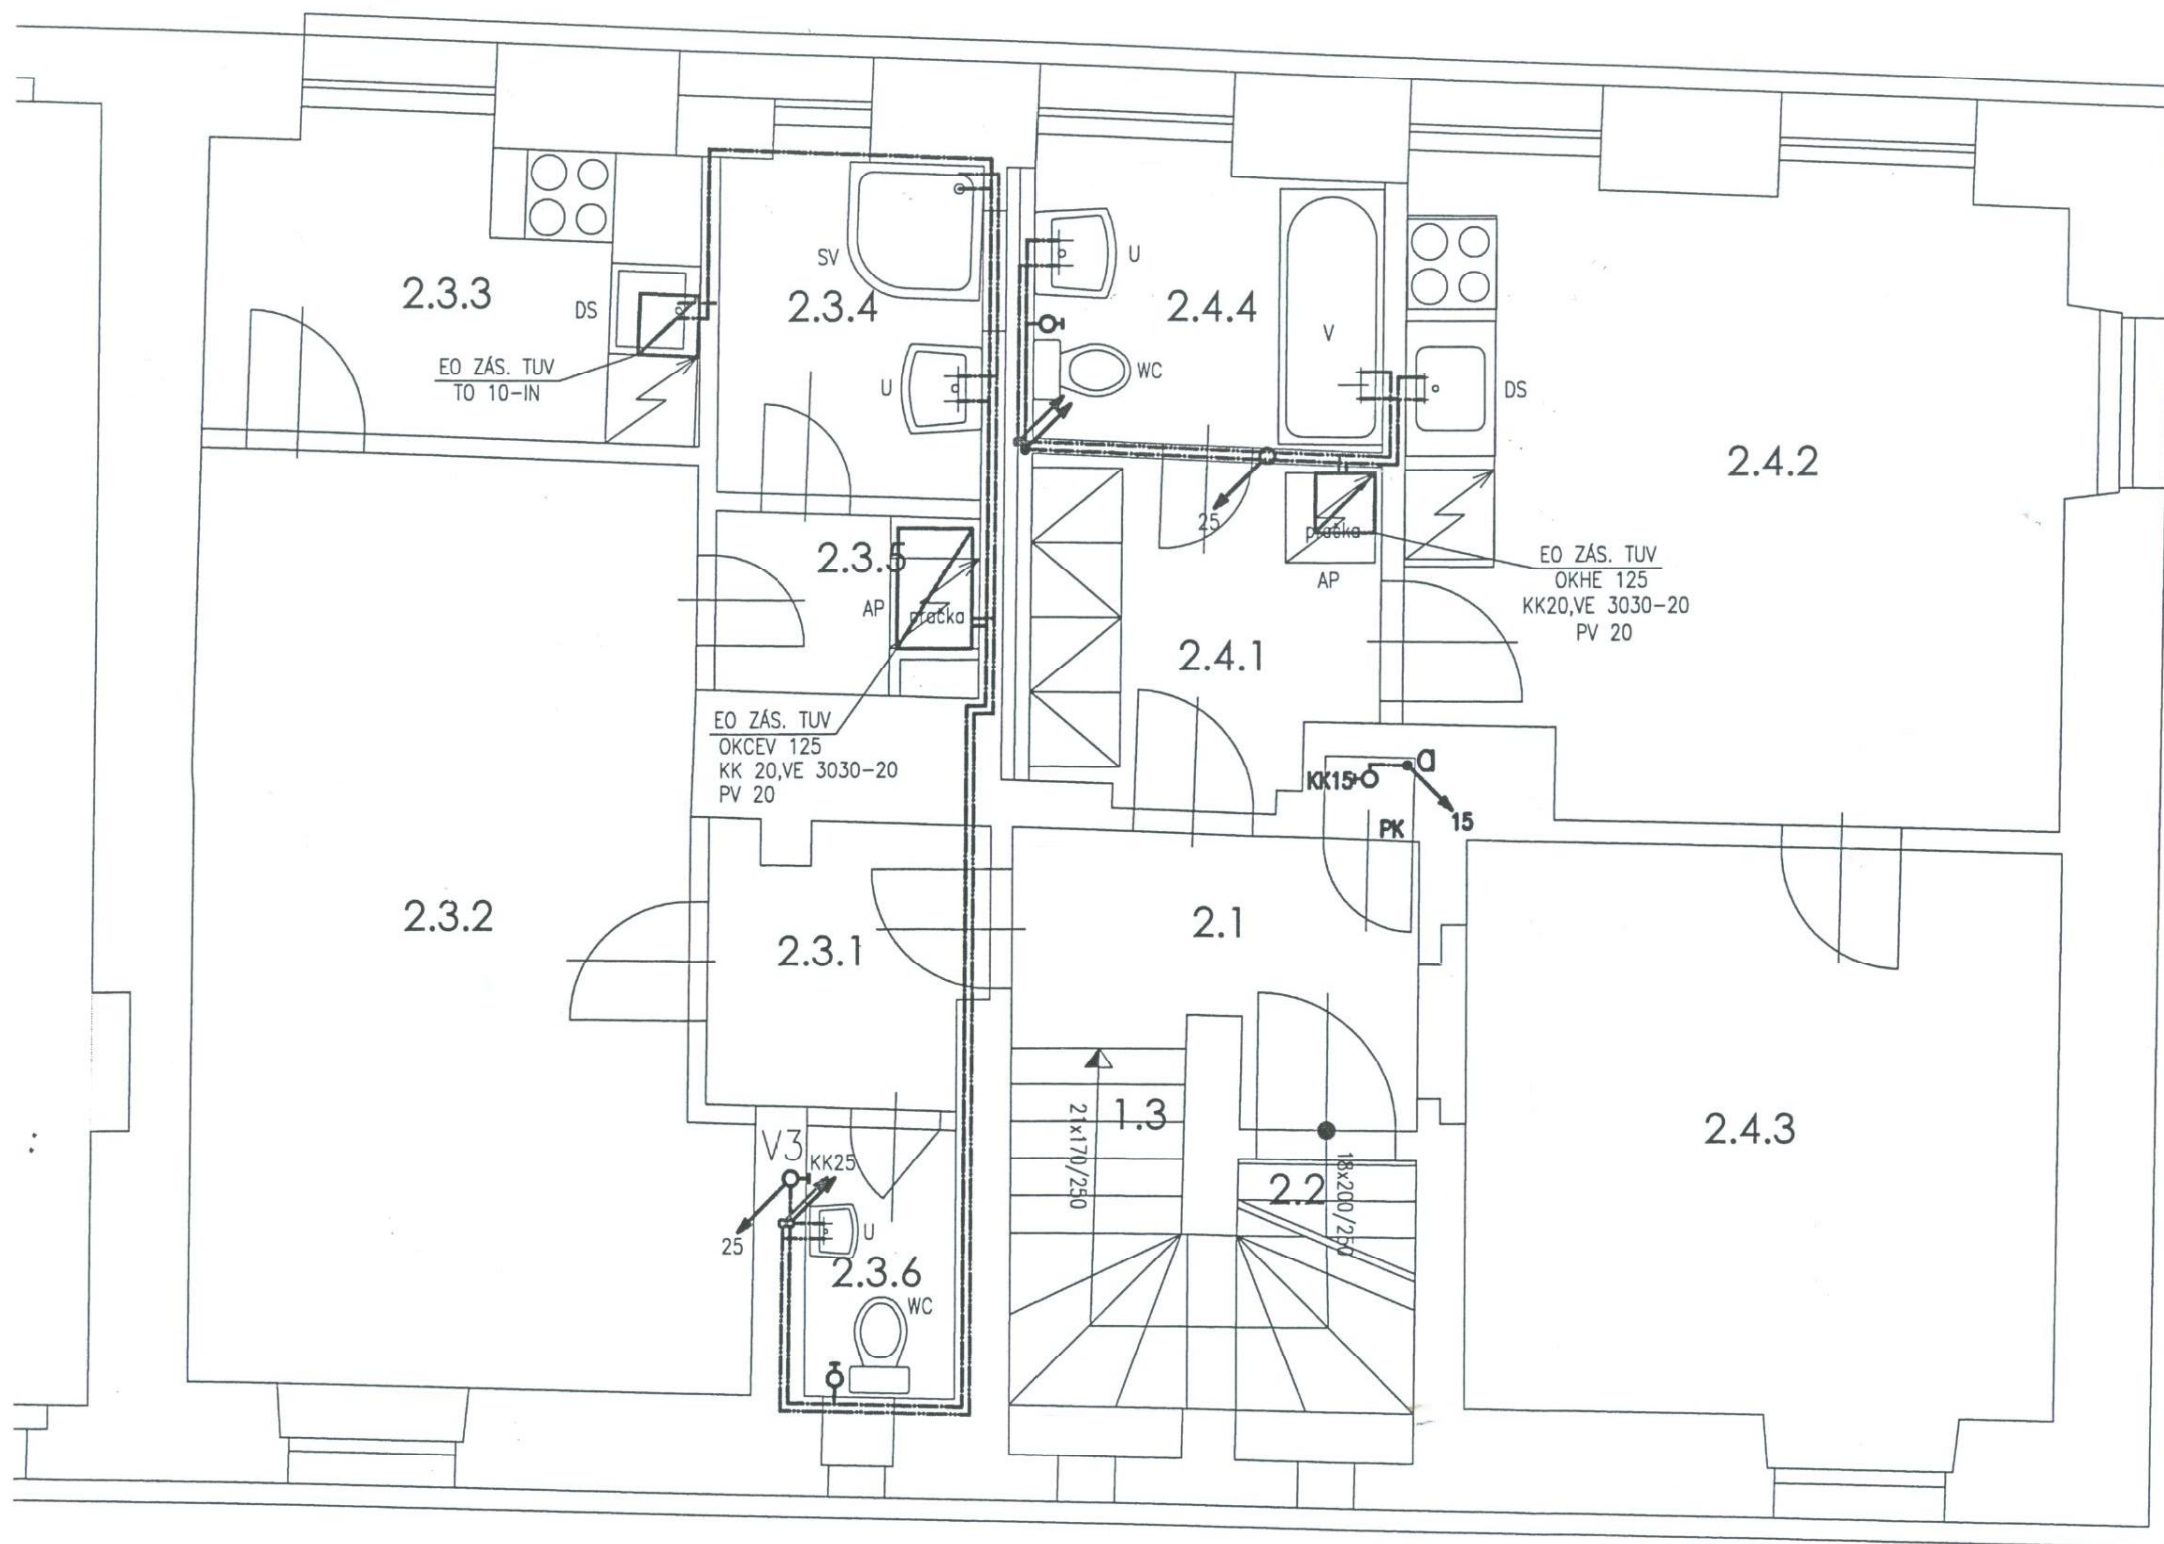 2.3.3
DS
EO ZÁS. TUV
TO 10-IN
SV
2.3.4
U
U
2.4.4
V
WC
DS
2.4.2
25
pračka
AP
EO ZÁS. TUV
OKHE 125
KK20,VE 3030-20
PV 20
2.3.5
AP
pračka
EO ZÁS. TUV
OKCEV 125
KK 20,VE 3030-20
PV 20
2.4.1
KK15
a
15
PK
2.3.2
2.3.1
2.1
1.3
21x170/250
2.2
18x200/250
2.4.3
V3
KK25
25
U
2.3.6
WC